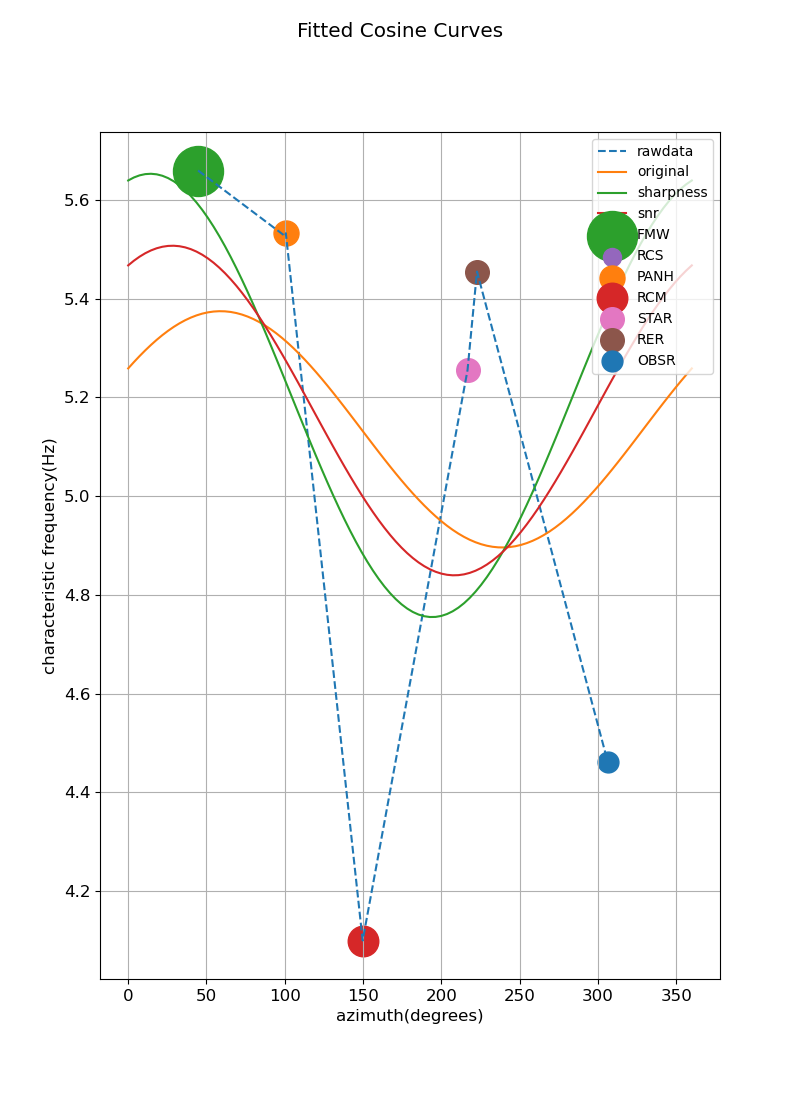 Fitted Cosine Curves
rawdata
original
sharpness
snr
FMW
RCS
PANH
RCM
STAR
RER
OBSR
5.6
5.4
5.2
5.0
4.8
4.6
4.4
4.2
characteristic frequency(Hz)
0 50 100 150 200 250 300 350
azimuth(degrees)